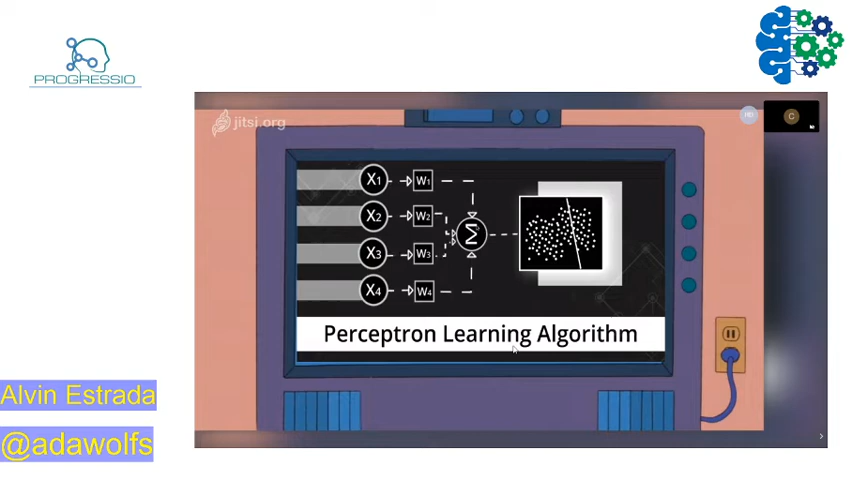 PROGRESSIO
jitsi.org
C
X1
W1
X2
W2
X3
W3
X4
W4
Σ
Perceptron Learning Algorithm
Alvin Estrada
@adawolfs